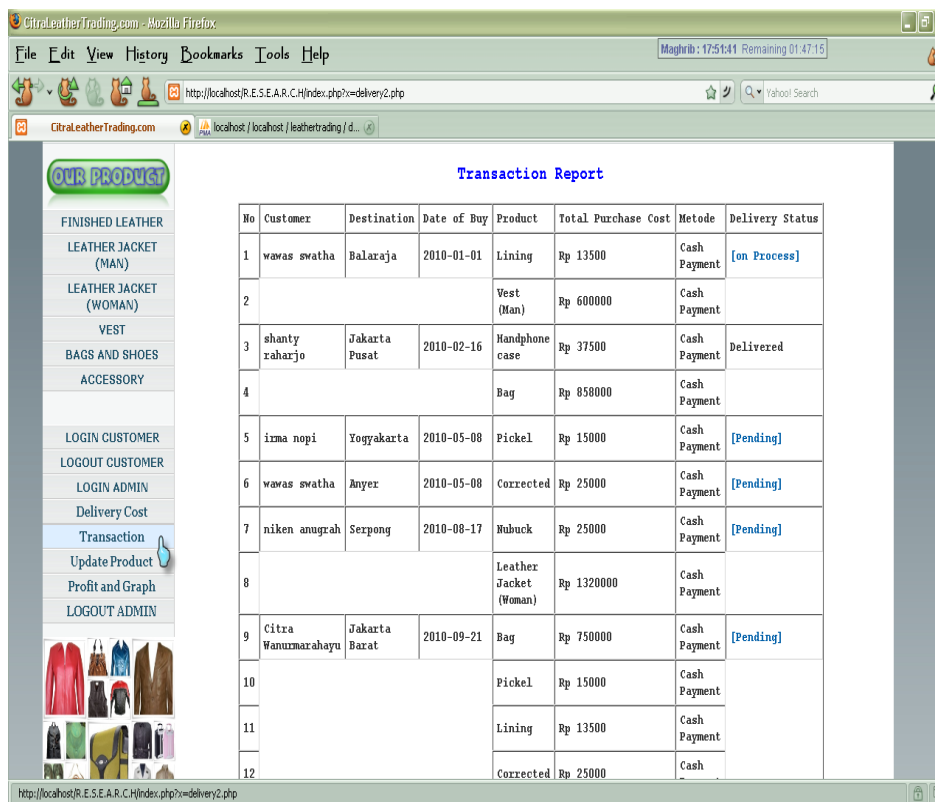 CitraLeatherTrading.com - Mozilla Firefox
File Edit View History Bookmarks Tools Help
Maghrib : 17:51:41 Remaining 01:47:15
http://localhost/R.E.S.E.A.R.C.H/index.php?x=delivery2.php
Yahoo! Search
CitraLeatherTrading.com
PMA
localhost / localhost / leathertrading / d...
OUR PRODUCT
FINISHED LEATHER
LEATHER JACKET
(MAN)
LEATHER JACKET
(WOMAN)
VEST
BAGS AND SHOES
ACCESSORY
LOGIN CUSTOMER
LOGOUT CUSTOMER
LOGIN ADMIN
Delivery Cost
Transaction
Update Product
Profit and Graph
LOGOUT ADMIN
Transaction Report
No Customer Destination Date of Buy Product Total Purchase Cost Metode Delivery Status
1 wawas swatha Balaraja 2010-01-01 Lining Rp 13500 Cash Payment [on Process]
2 Vest (Man) Rp 600000 Cash Payment
3 shanty raharjo Jakarta Pusat 2010-02-16 Handphone case Rp 37500 Cash Payment Delivered
4 Bag Rp 858000 Cash Payment
5 irma nopi Yogyakarta 2010-05-08 Pickel Rp 15000 Cash Payment [Pending]
6 wawas swatha Anyer 2010-05-08 Corrected Rp 25000 Cash Payment [Pending]
7 niken anugrah Serpong 2010-08-17 Nubuck Rp 25000 Cash Payment [Pending]
8 Leather Jacket (Woman) Rp 1320000 Cash Payment
9 Citra Wanurmarahayu Jakarta Barat 2010-09-21 Bag Rp 750000 Cash Payment [Pending]
10 Pickel Rp 15000 Cash Payment
11 Lining Rp 13500 Cash Payment
12 Corrected Rp 25000 Cash
http://localhost/R.E.S.E.A.R.C.H/index.php?x=delivery2.php